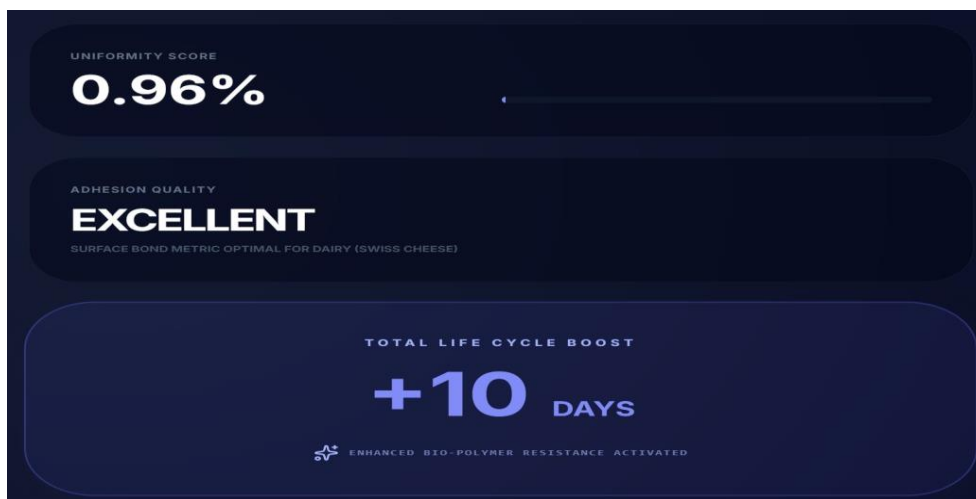 UNIFORMITY SCORE
0.96%
ADHESION QUALITY
EXCELLENT
SURFACE BOND METRIC OPTIMAL FOR DAIRY (SWISS CHEESE)
TOTAL LIFE CYCLE BOOST
+10 DAYS
ENHANCED BIO-POLYMER RESISTANCE ACTIVATED